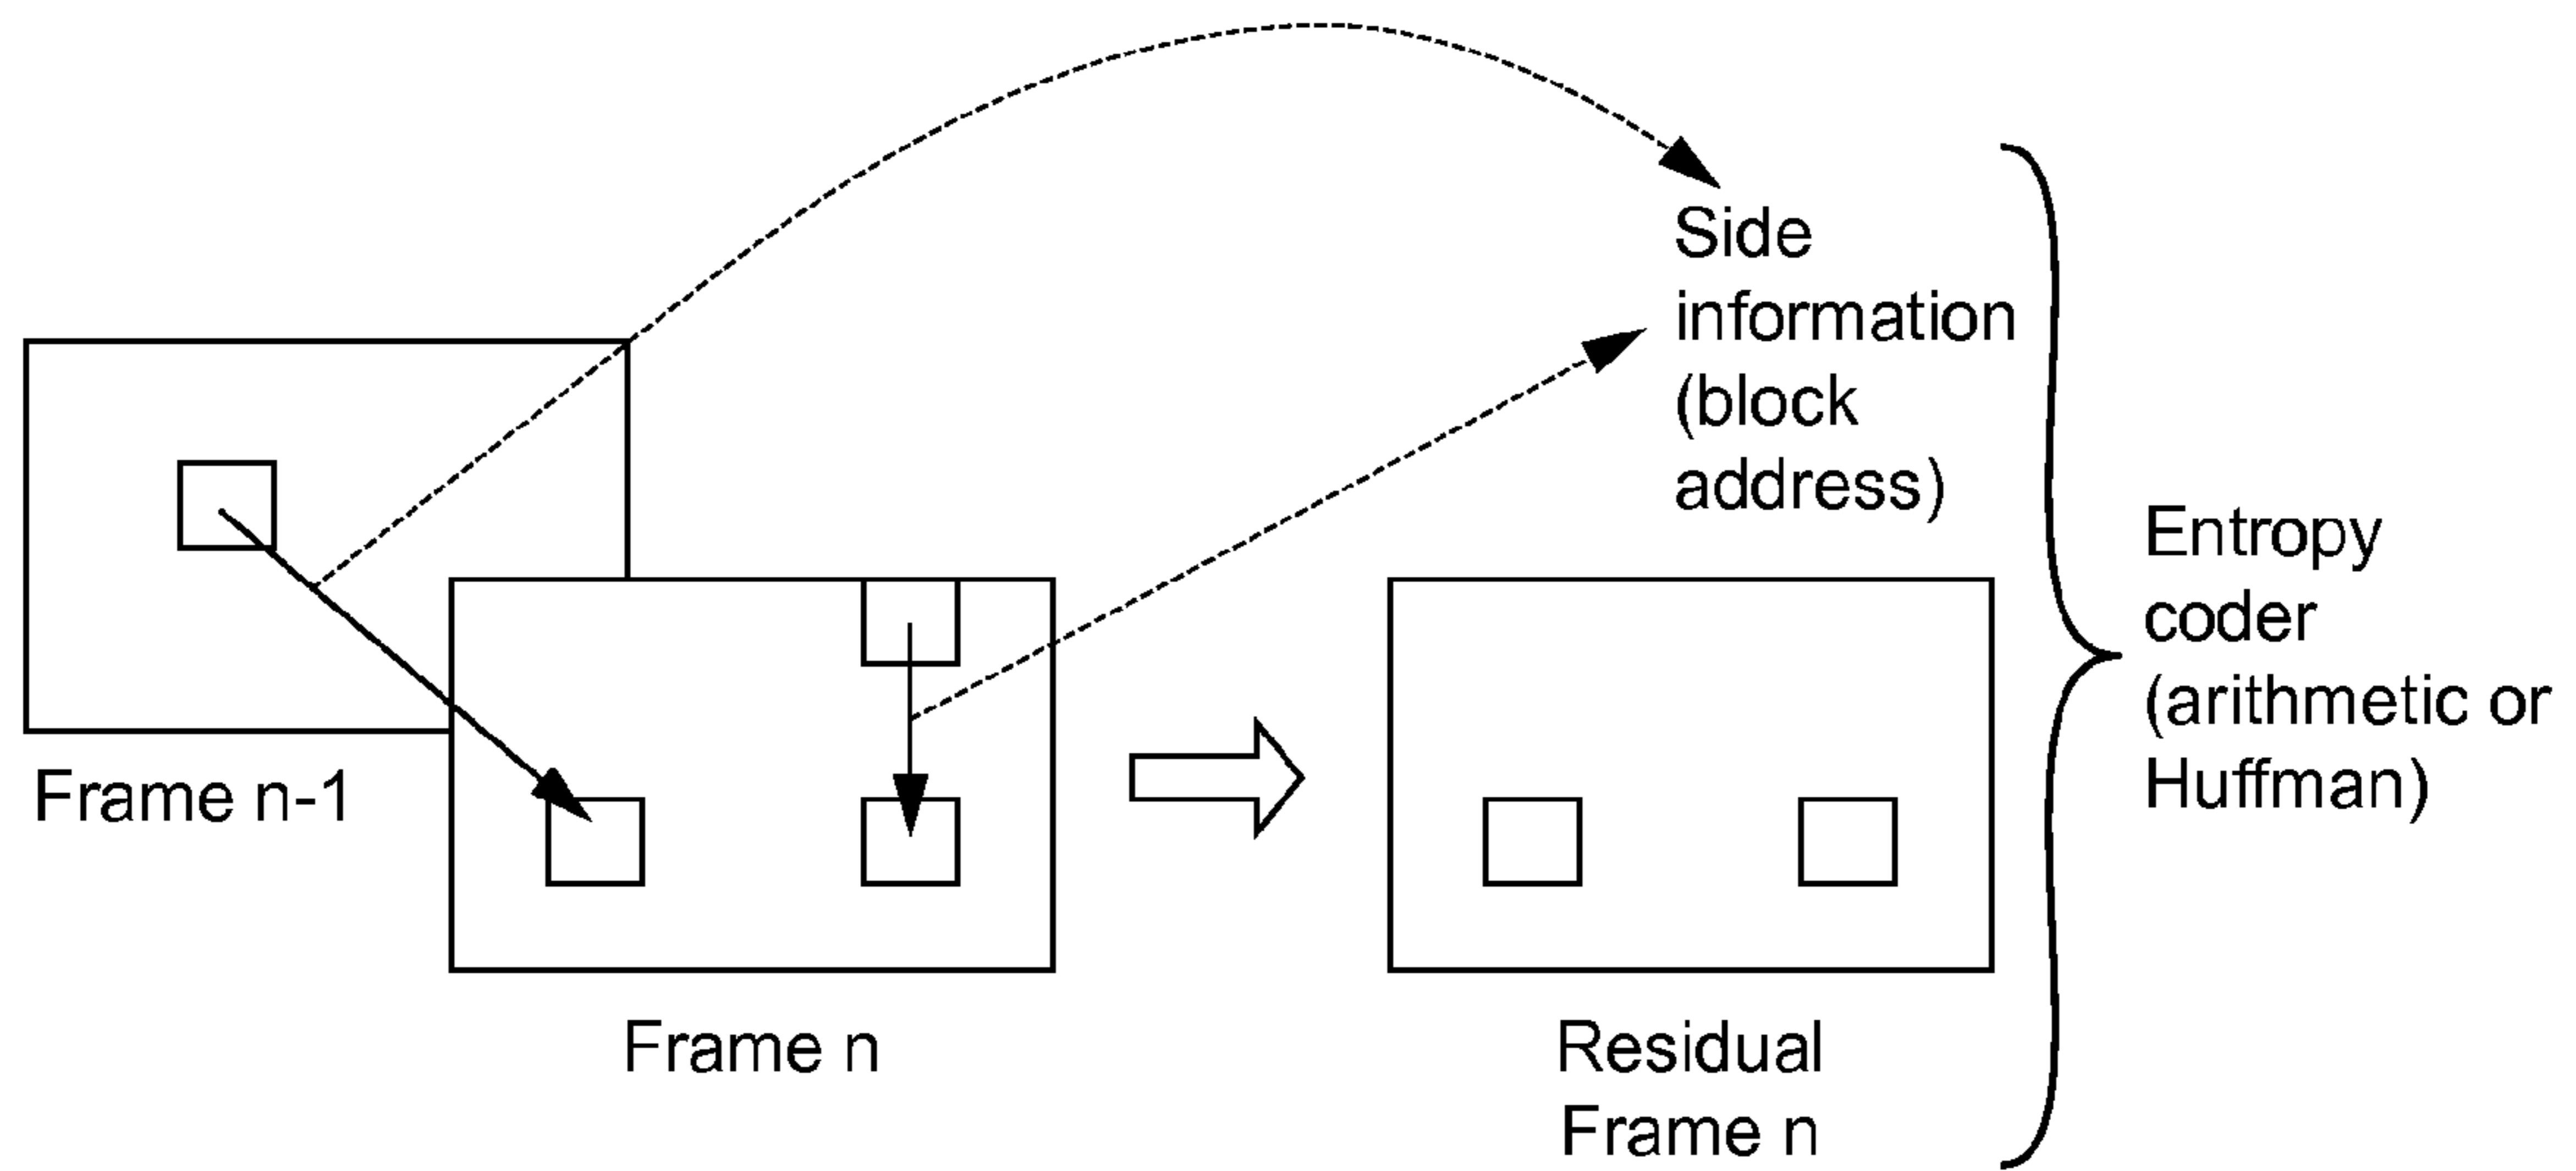 Side
information
(block
address)
Entropy
coder
(arithmetic or
Huffman)
Frame n-1
Frame n
Residual
Frame n